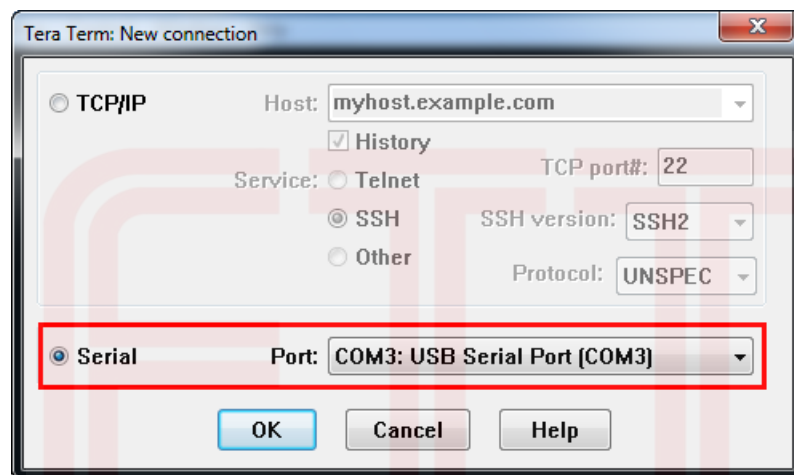 Tera Term: New connection
TCP/IP Host: myhost.example.com
History
Service: Telnet TCP port#: 22
SSH SSH version: SSH2
Other Protocol: UNSPEC
Serial Port: COM3: USB Serial Port (COM3)
OK Cancel Help